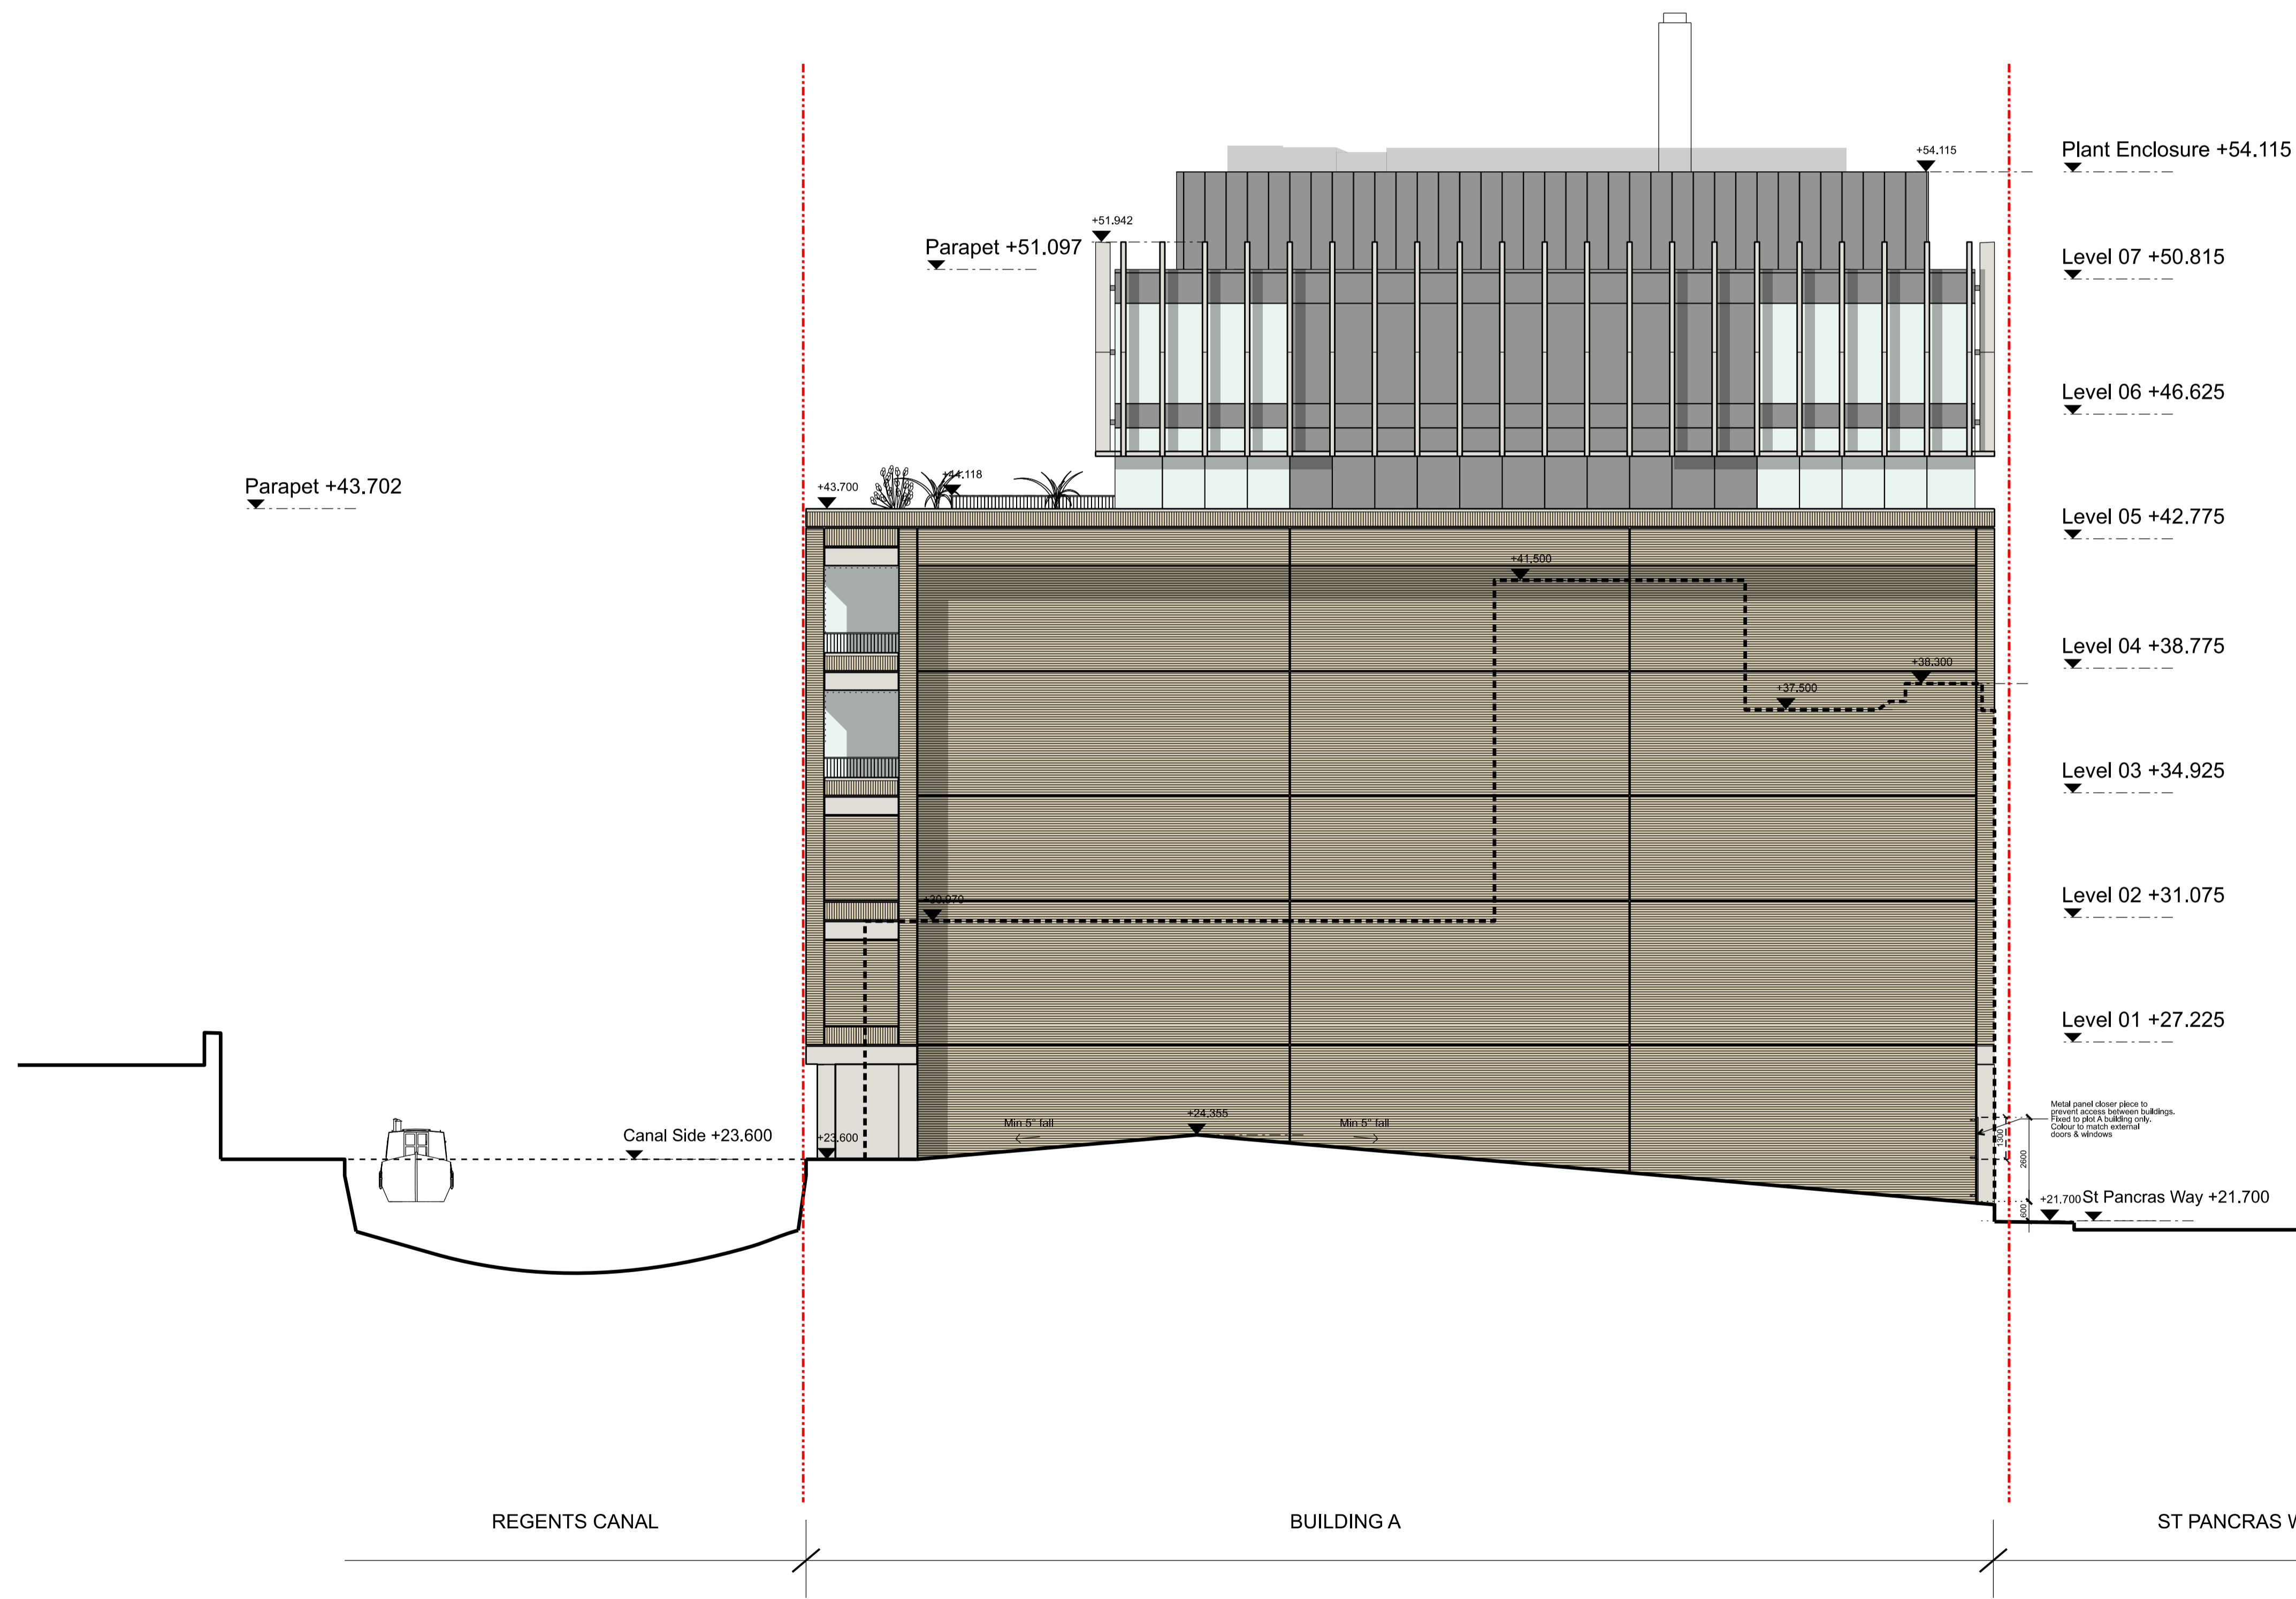 +54.115
Plant Enclosure +54.115
+51.942
Parapet +51.097
Level 07 +50.815
Level 06 +46.625
Parapet +43.702
+43.700
+44.118
Level 05 +42.775
+41.500
Level 04 +38.775
+38.300
+37.500
Level 03 +34.925
+30.970
Level 02 +31.075
Level 01 +27.225
Metal panel closer piece to
prevent access between buildings.
Fixed to plot A building only.
Colour to match external
doors & windows
Canal Side +23.600
+23.600
Min 5° fall
+24.355
Min 5° fall
1300
2600
600
+21.700
St Pancras Way +21.700
REGENTS CANAL
BUILDING A
ST PANCRAS W